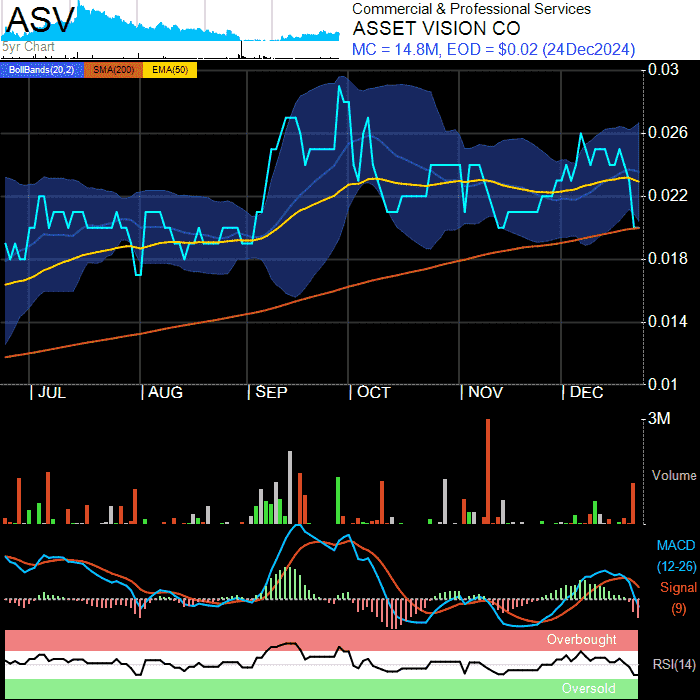 ASV
5yr Chart
Commercial & Professional Services
ASSET VISION CO
MC = 14.8M, EOD = $0.02 (24Dec2024)
BollBands(20,2) SMA(200) EMA(50)
0.03
0.026
0.022
0.018
0.014
0.01
JUL AUG SEP OCT NOV DEC
3M
Volume
MACD
(12-26)
Signal
(9)
Overbought
RSI(14)
Oversold